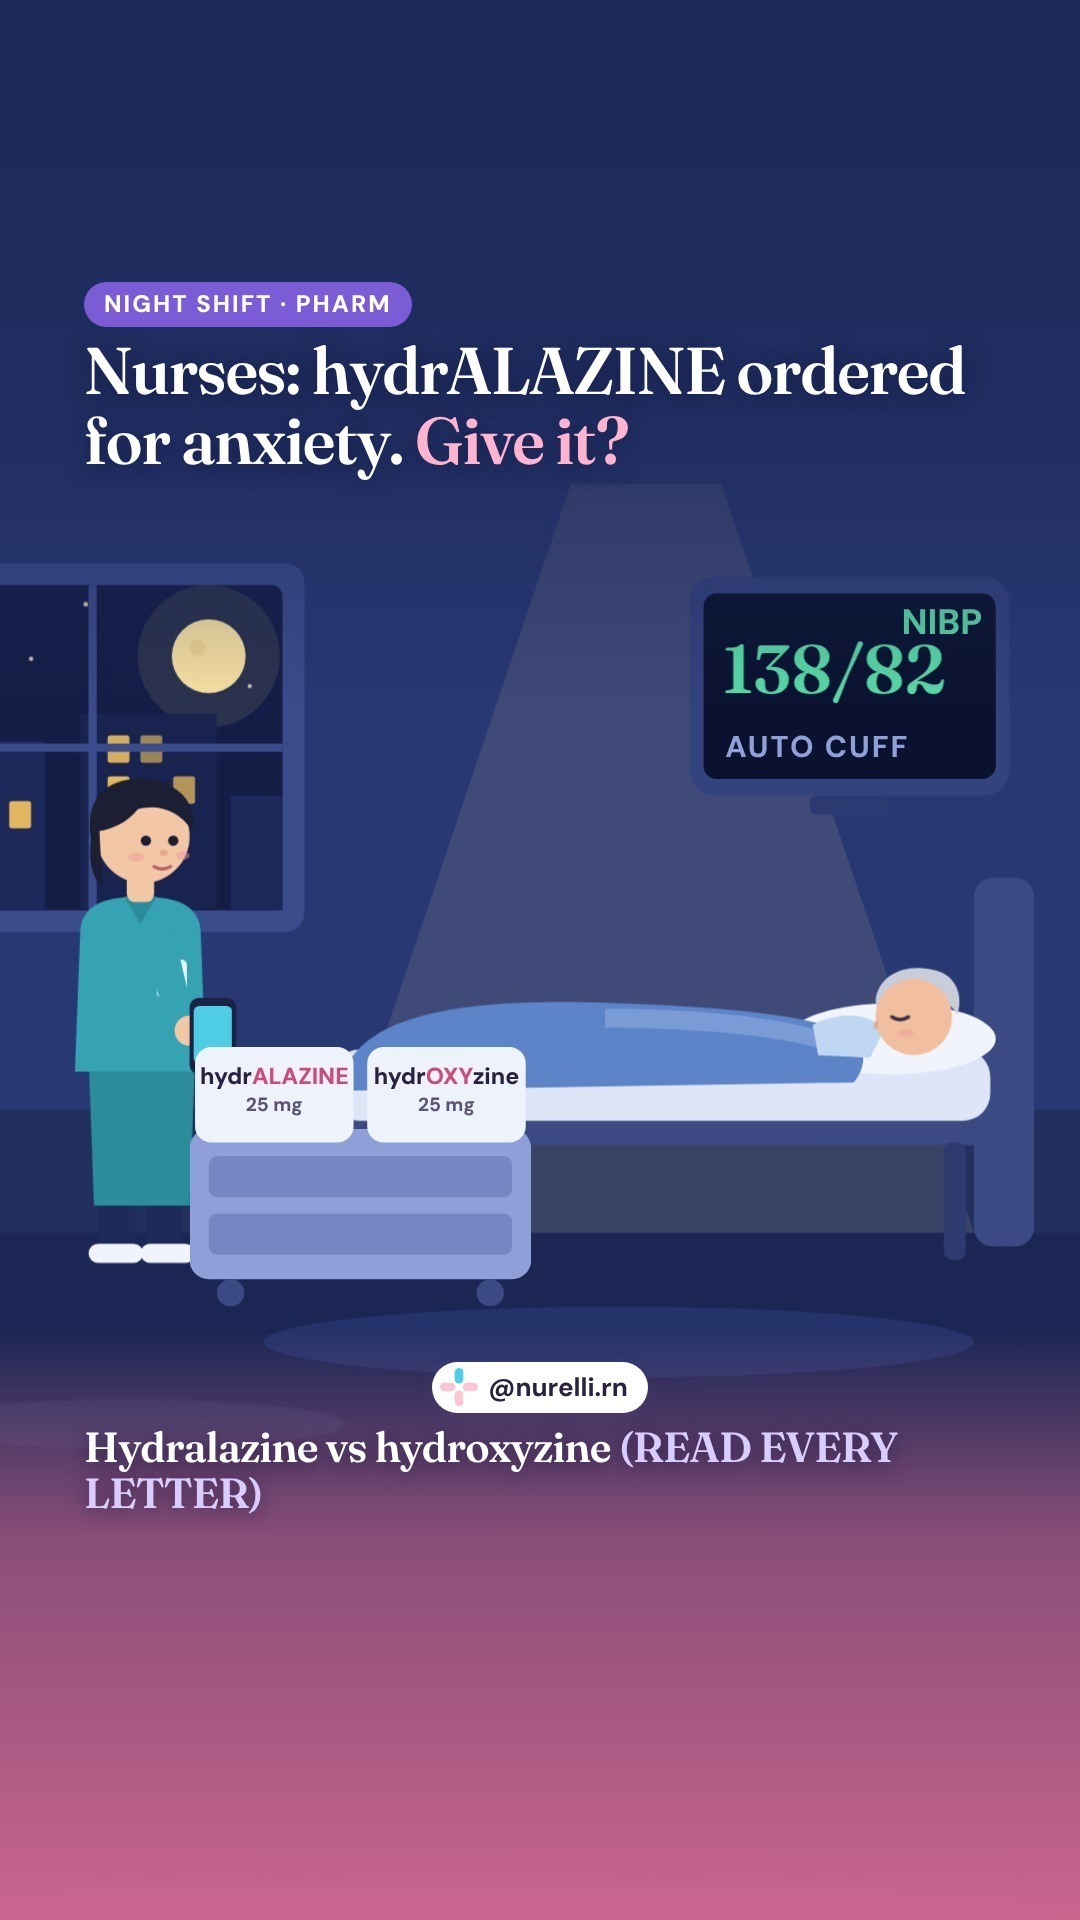 NIGHT SHIFT · PHARM
Nurses: hydrALAZINE ordered
for anxiety. Give it?
NIBP
138/82
AUTO CUFF
hydrALAZINE
25 mg
hydrOXYzine
25 mg
@nurelli.rn
Hydralazine vs hydroxyzine (READ EVERY
LETTER)